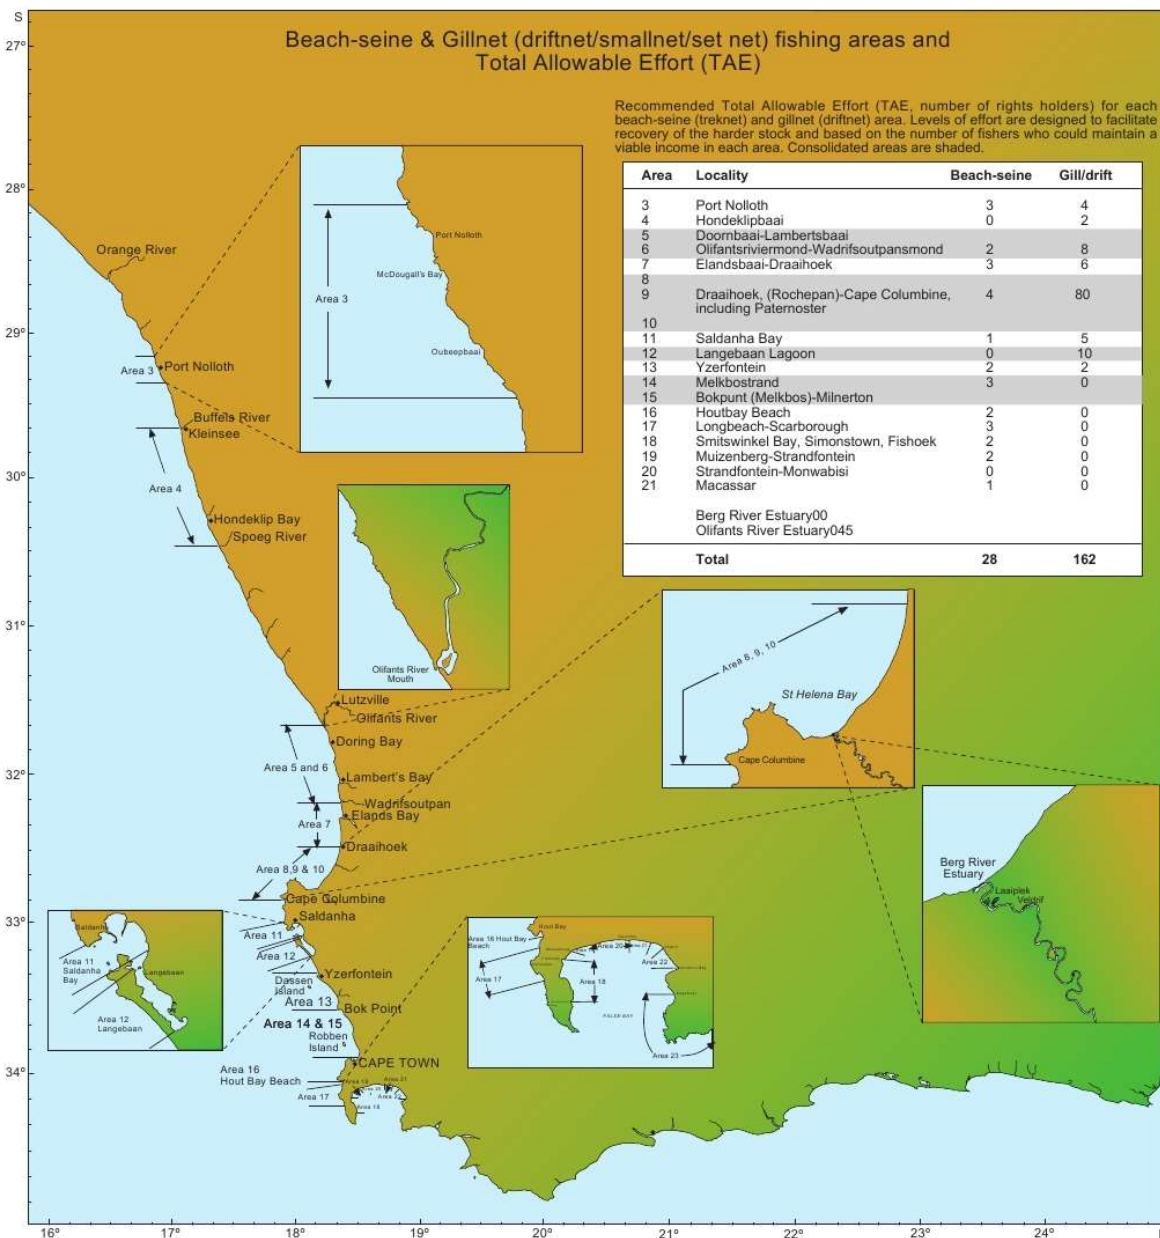 S
27°
28°
29°
30°
31°
32°
33°
34°
16°
17°
18°
19°
20°
21°
22°
23°
24°
Beach-seine & Gillnet (driftnet/smallnet/set net) fishing areas and
Total Allowable Effort (TAE)
Recommended Total Allowable Effort (TAE, number of rights holders) for each
beach-seine (treknet) and gillnet (driftnet) area. Levels of effort are designed to facilitate
recovery of the harder stock and based on the number of fishers who could maintain a
viable income in each area. Consolidated areas are shaded.
Area Locality Beach-seine Gill/drift
3 Port Nolloth 3 4
4 Hondeklipbaai 0 2
5 Doornbaai-Lambertsbaai
6 Olifantsriviermond-Wadrifsoutpansmond 2 8
7 Elandsbaai-Draaihoek 3 6
8
9 Draaihoek, (Rochepan)-Cape Columbine, 4 80
including Paternoster
10
11 Saldanha Bay 1 5
12 Langebaan Lagoon 0 10
13 Yzerfontein 2 2
14 Melkbostrand 3 0
15 Bokpunt (Melkbos)-Milnerton
16 Houtbay Beach 2 0
17 Longbeach-Scarborough 3 0
18 Smitswinkel Bay, Simonstown, Fishoek 2 0
19 Muizenberg-Strandfontein 2 0
20 Strandfontein-Monwabisi 0 0
21 Macassar 1 0
Berg River Estuary00
Olifants River Estuary045
Total 28 162
Port Nolloth
McDougall's Bay
Area 3
Oubeepbaai
Orange River
Area 3
Port Nolloth
Buffels River
Kleinsee
Area 4
Hondeklip Bay
Spoeg River
Olifants River
Mouth
Lutzville
Olifants River
Doring Bay
Area 5 and 6
Lambert's Bay
Wadrifsoutpan
Elands Bay
Area 7
Draaihoek
Area 8,9 & 10
Cape Columbine
Saldanha
Area 11
Area 12
Yzerfontein
Dassen
Island
Area 13
Bok Point
Area 14 & 15
Robben
Island
CAPE TOWN
Area 16
Hout Bay Beach
Area 17
Area 18
Area 19
Area 21
Area 22
Area 8, 9, 10
St Helena Bay
Cape Columbine
Berg River
Estuary
Laaiplek
Veldrif
Saldanha
Area 11
Saldanha
Bay
Langebaan
Area 12
Langebaan
Hout Bay
Area 16 Hout Bay
Beach
Area 17
Area 20
Area 22
Area 18
FALSE BAY
Area 23